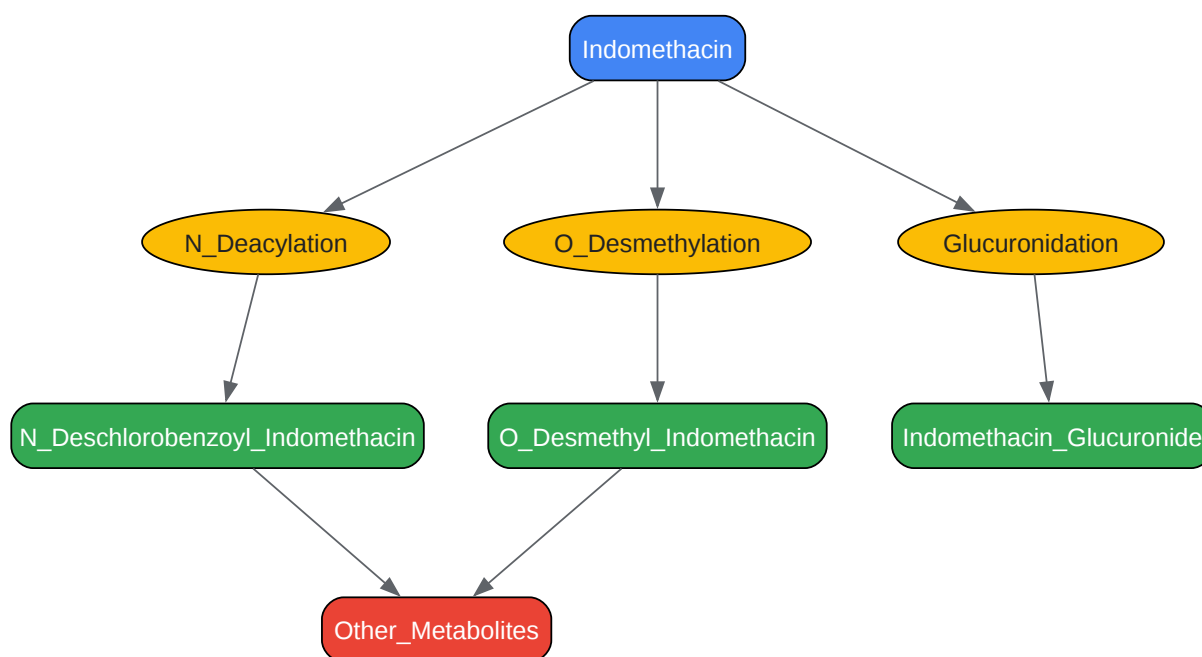 Indomethacin
N_Deacylation
O_Desmethylation
Glucuronidation
N_Deschlorobenzoyl_Indomethacin
O_Desmethyl_Indomethacin
Indomethacin_Glucuronide
Other_Metabolites